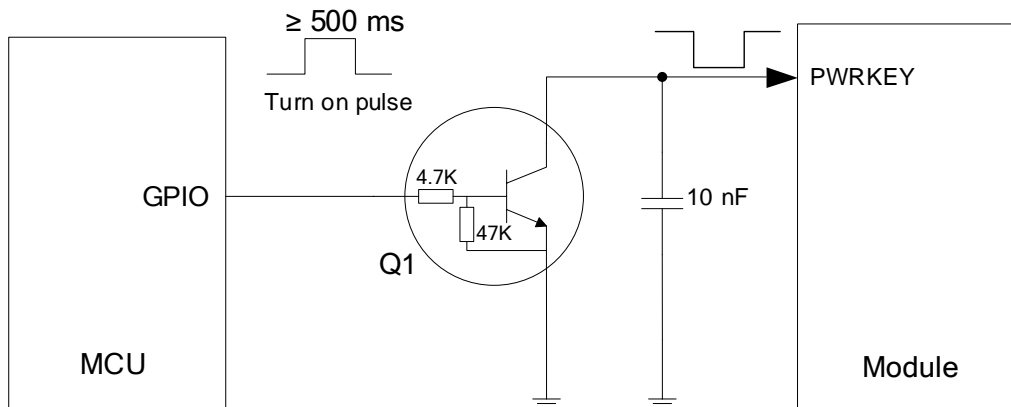 ≥ 500 ms
Turn on pulse
PWRKEY
GPIO
4.7K
47K
10 nF
Q1
MCU
Module